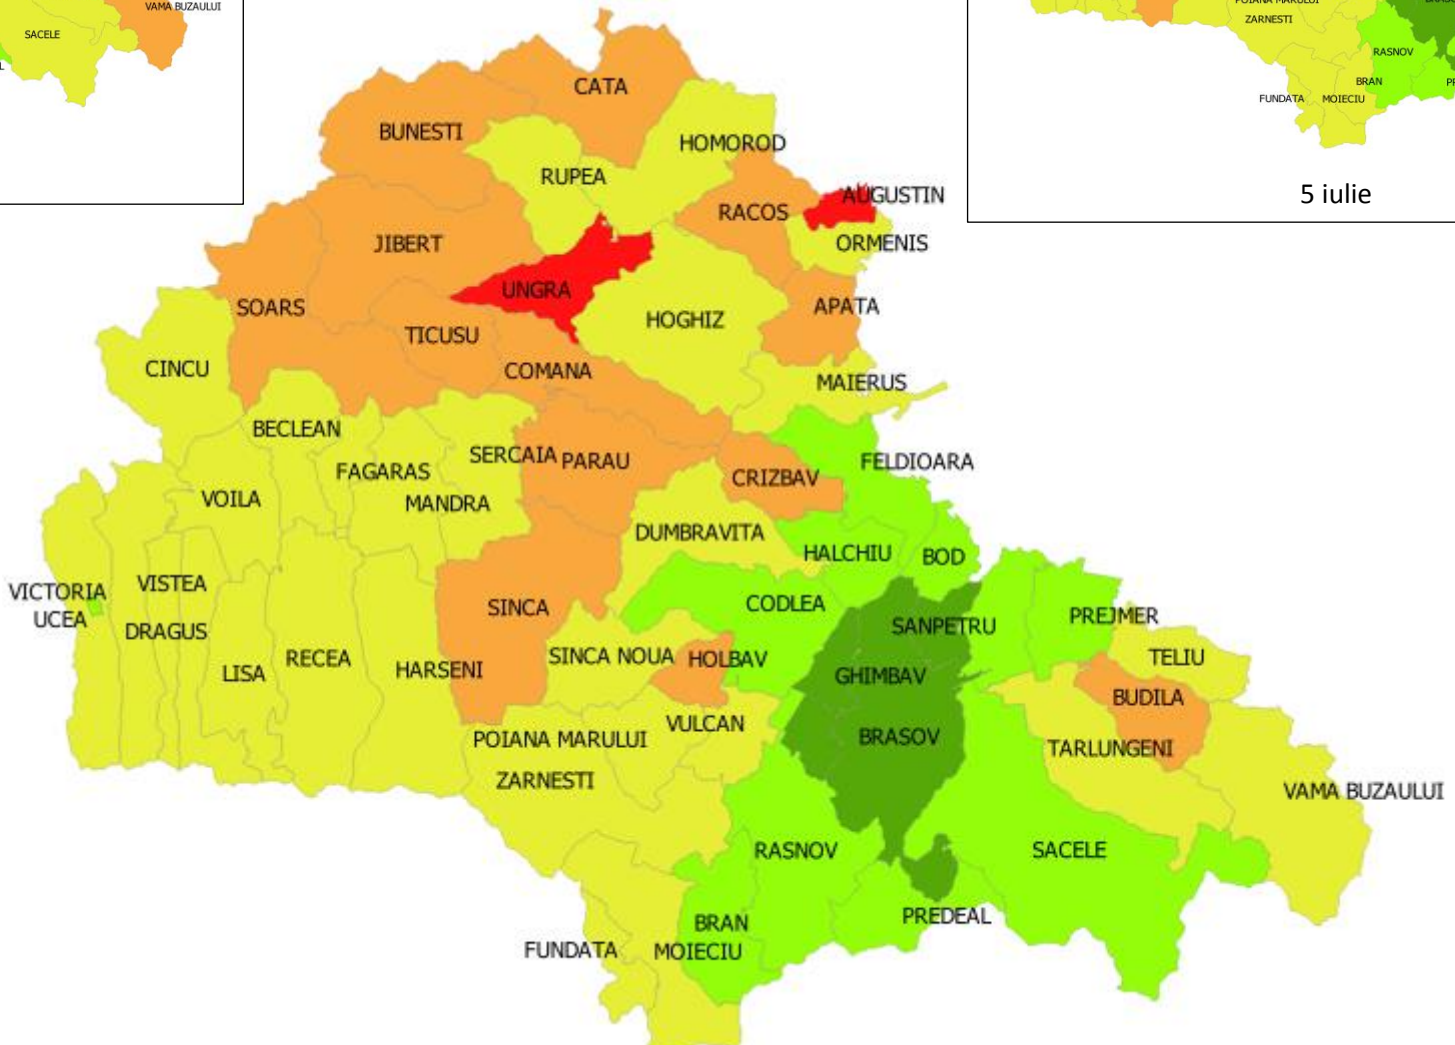 VAMA BUZAULUI
SACELE
ZARNESTI
RASNOV
BRAN
FUNDATA
MOIECIU
5 iulie
CATA
BUNESTI
HOMOROD
RUPEA
AUGUSTIN
RACOS
JIBERT
ORMENIS
UNGRA
SOARS
APATA
HOGHIZ
TICUSU
CINCU
COMANA
MAIERUS
BECLEAN
SERCAIA
PARAU
FELDIOARA
FAGARAS
CRIZBAV
VOILA
MANDRA
DUMBRAVITA
HALCHIU
BOD
VISTEA
VICTORIA
CODLEA
SINCA
PREJMER
UCEA
SANPETRU
DRAGUS
RECEA
SINCA NOUA
HOLBAV
TELIU
LISA
HARSENI
GHIMBAV
BUDILA
VULCAN
POIANA MARULUI
BRASOV
TARLUNGENI
ZARNESTI
VAMA BUZAULUI
RASNOV
SACELE
PREDEAL
BRAN
FUNDATA
MOIECIU